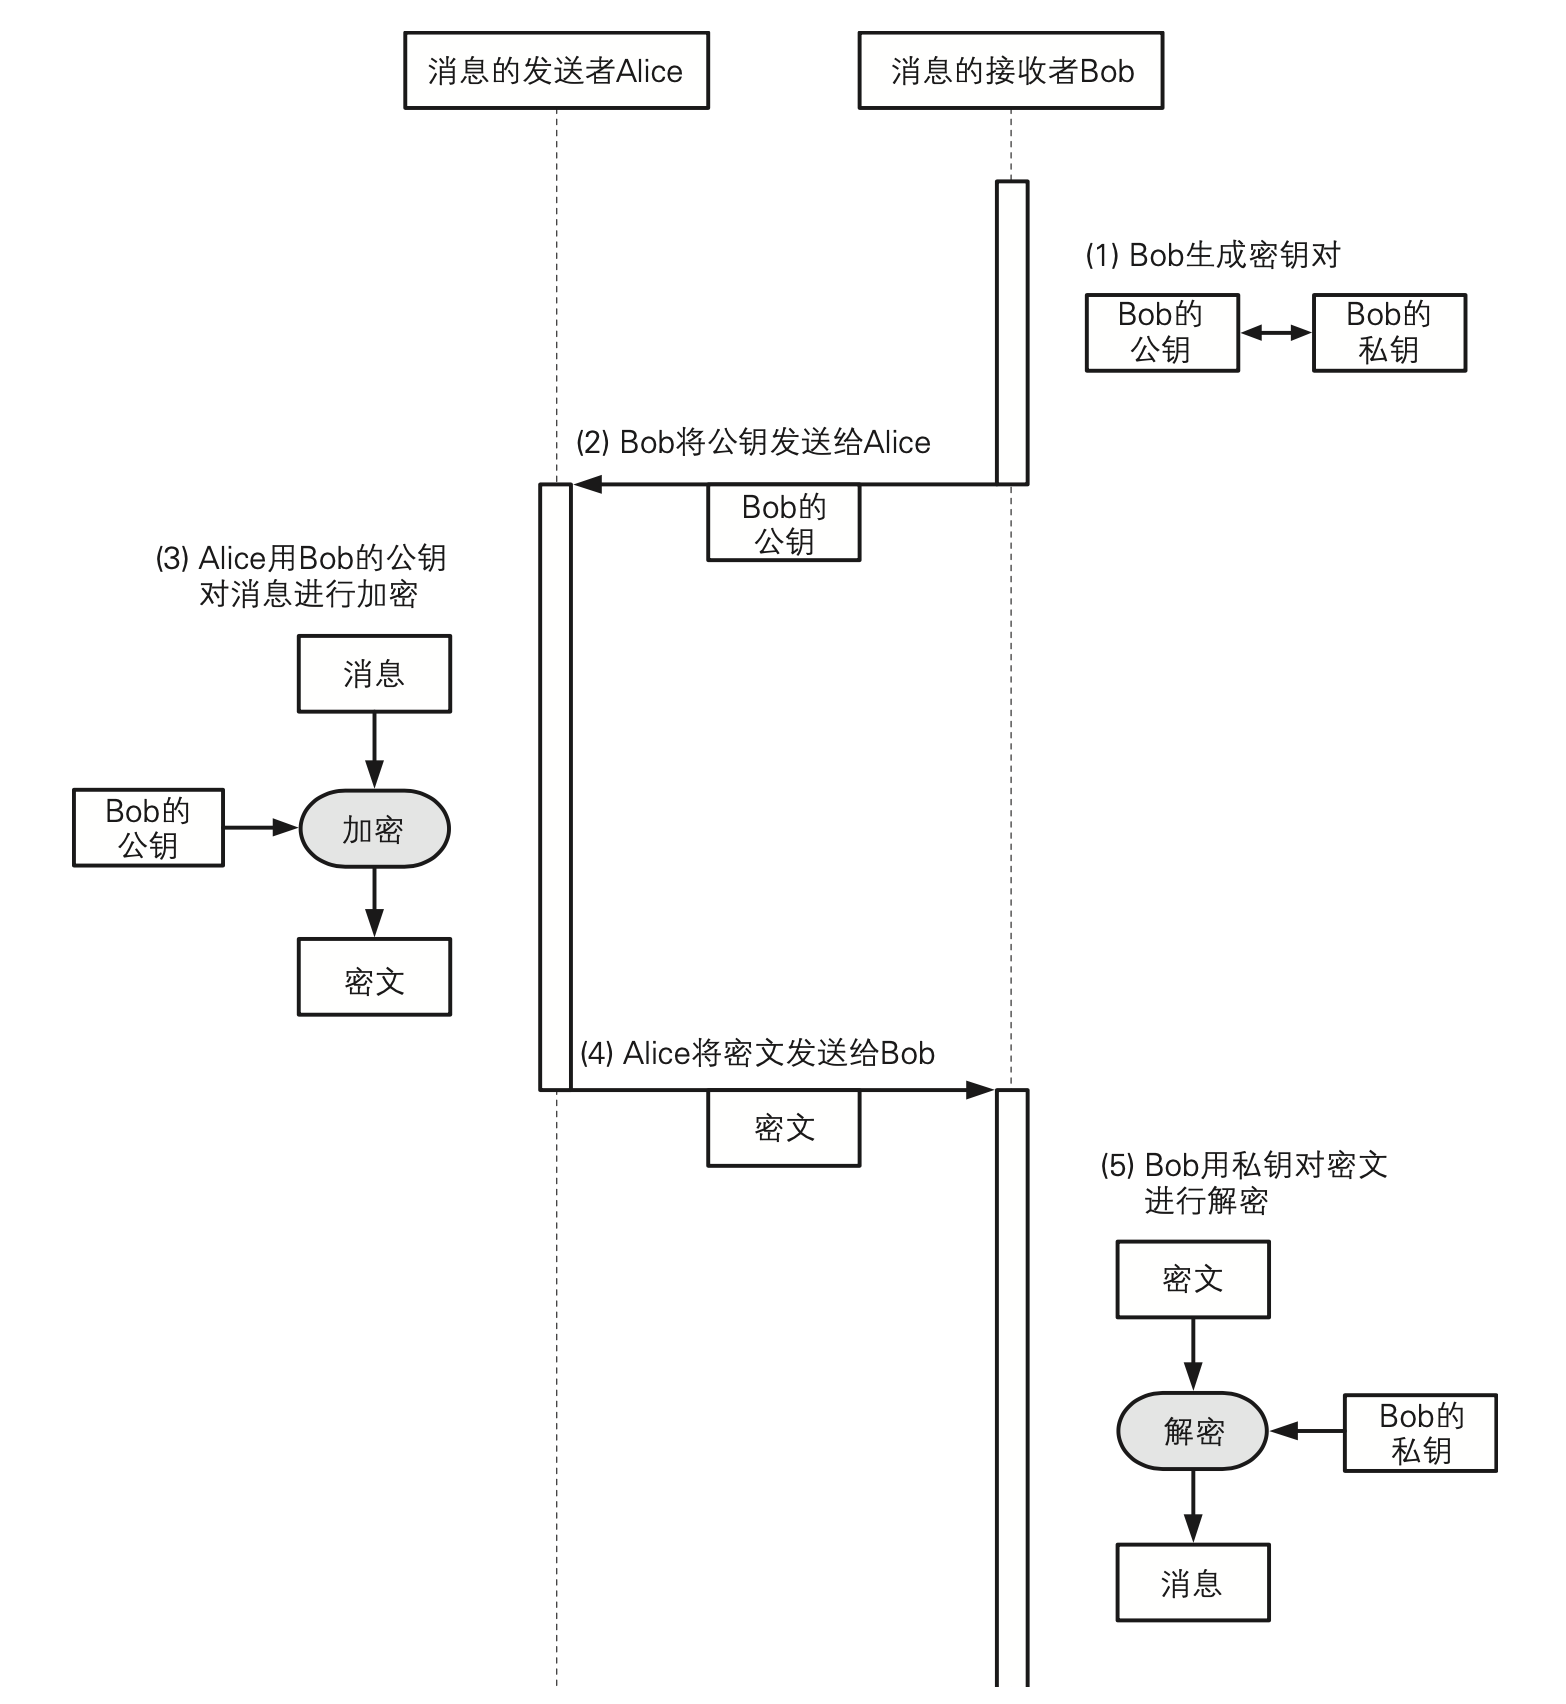 消息的发送者Alice
消息的接收者Bob
(1) Bob生成密钥对
Bob的
公钥
Bob的
私钥
(2) Bob将公钥发送给Alice
Bob的
公钥
(3) Alice用Bob的公钥
对消息进行加密
消息
Bob的
公钥
加密
密文
(4) Alice将密文发送给Bob
密文
(5) Bob用私钥对密文
进行解密
密文
解密
Bob的
私钥
消息